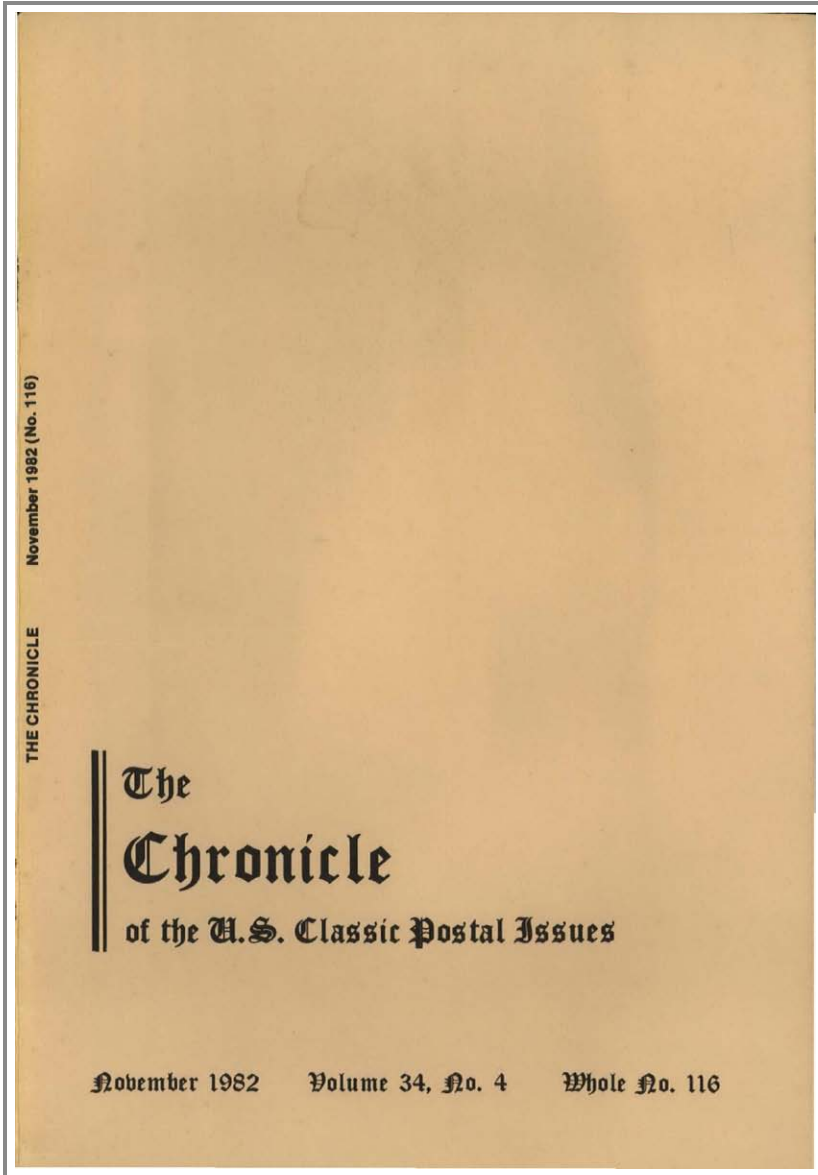 THE CHRONICLE November 1982 (No. 116)
The
Chronicle
of the U.S. Classic Postal Issues
November 1982 Volume 34, No. 4 Whole No. 116